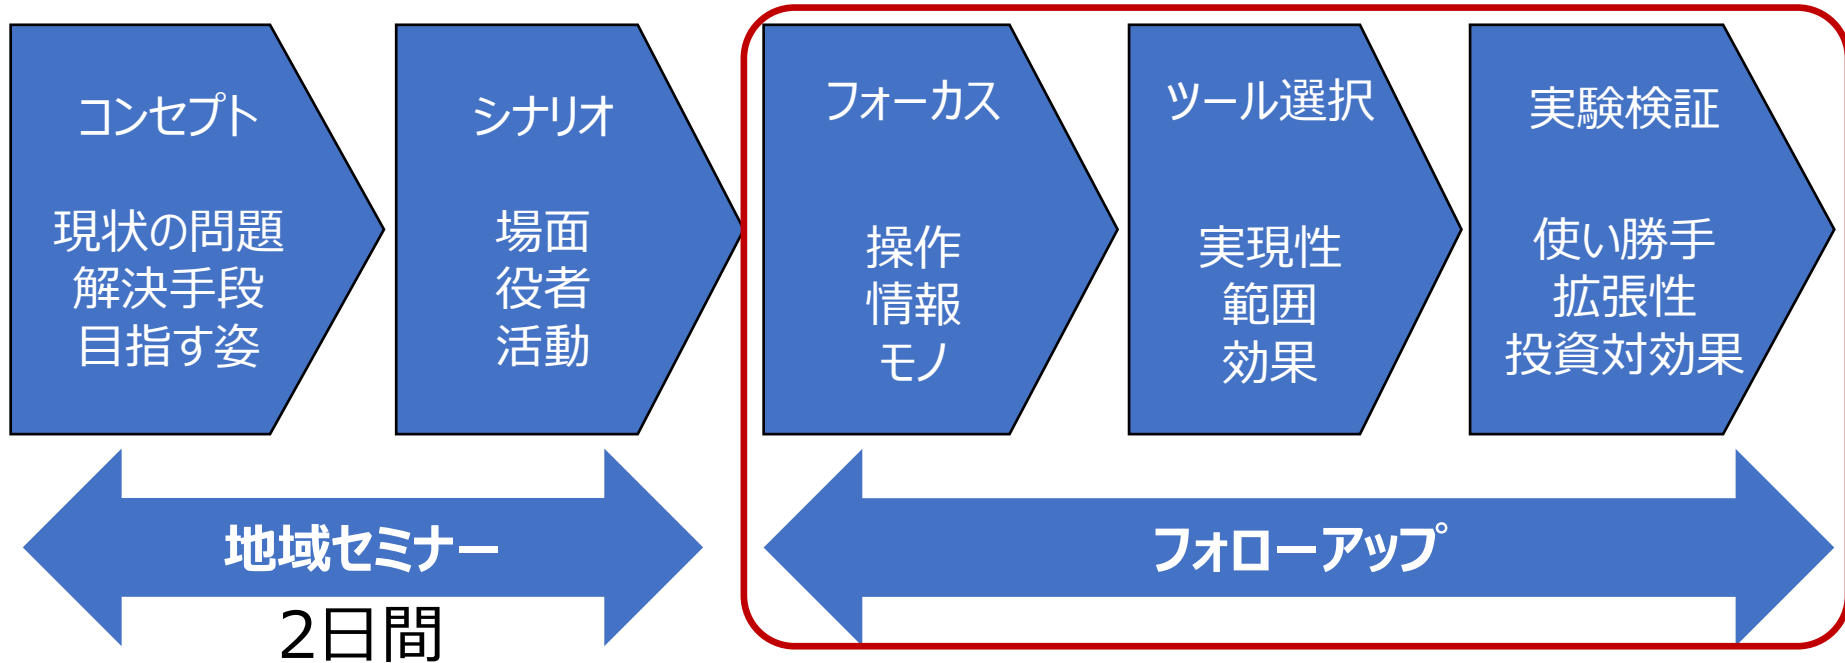 コンセプト
現状の問題
解決手段
目指す姿
シナリオ
場面
役者
活動
フォーカス
操作
情報
モノ
ツール選択
実現性
範囲
効果
実験検証
使い勝手
拡張性
投資対効果
地域セミナー
2日間
フォローアップ